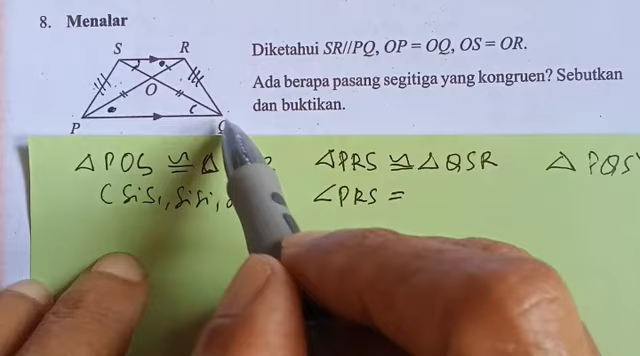 8. Menalar
S R
O
P
Diketahui SR//PQ, OP = OQ, OS = OR.
Ada berapa pasang segitiga yang kongruen? Sebutkan
dan buktikan.
△POS ≅ △ △PRS ≅ △QSR △PQS
(sisi, sisi, ∠PRS =